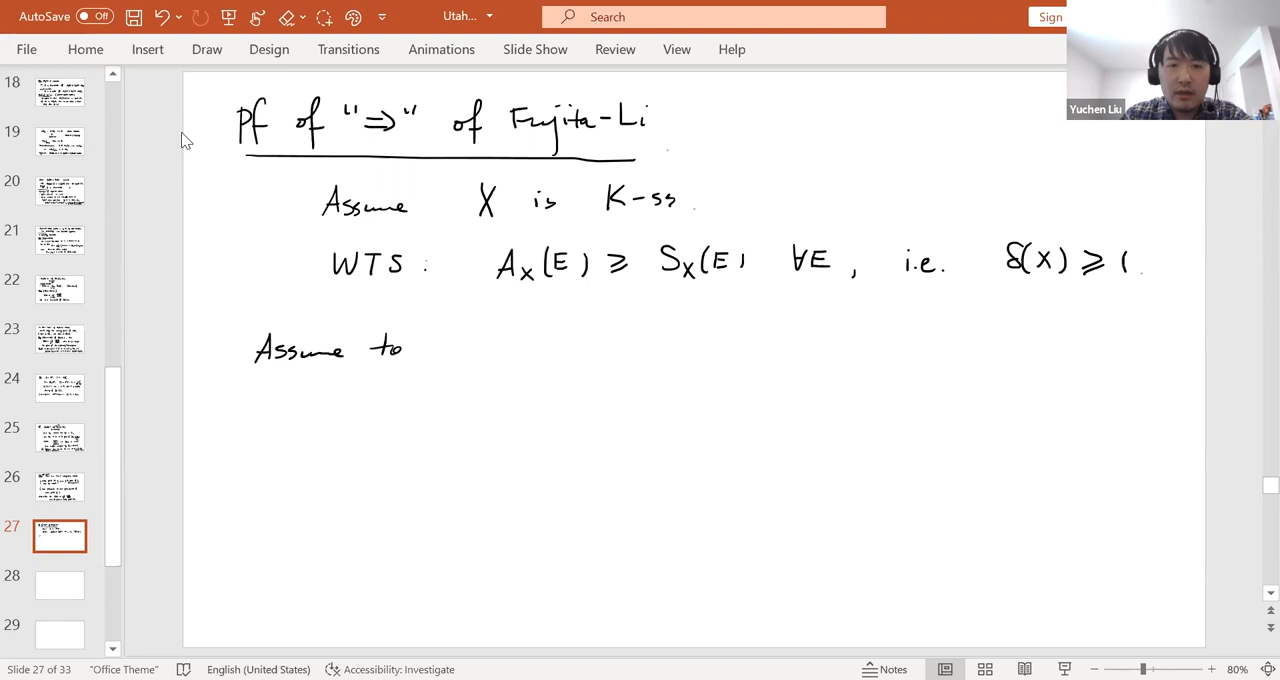 AutoSave Off Utah... Search Sign
File Home Insert Draw Design Transitions Animations Slide Show Review View Help
Yuchen Liu
18
19
20
21
22
23
24
25
26
27
28
29
Pf of "⇒" of Fujita-Li
Assume X is K-ss.
WTS: A_X(E) ≥ S_X(E) ∀E, i.e. δ(X) ≥ 1.
Assume to
Slide 27 of 33 "Office Theme" English (United States) Accessibility: Investigate Notes 80%